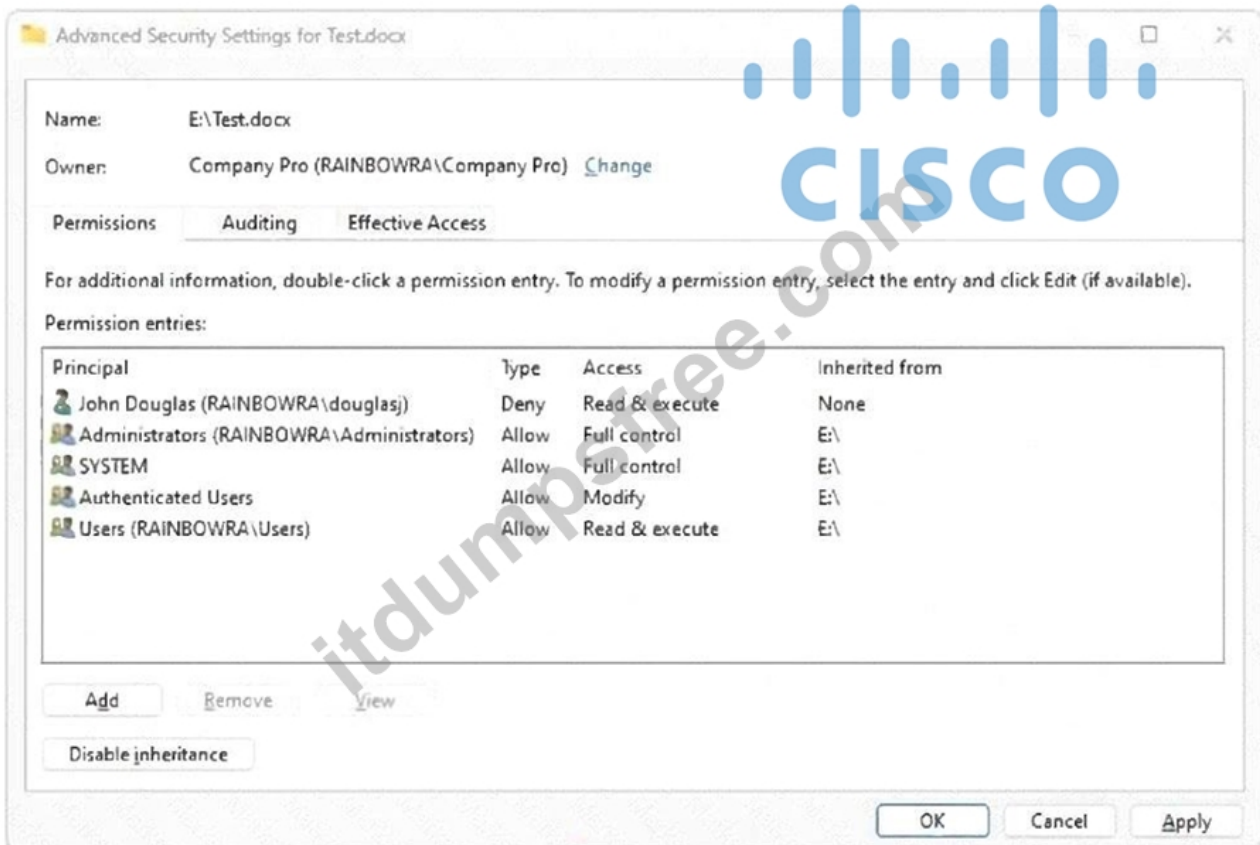 Advanced Security Settings for Test.docx
CISCO
Name: E:\Test.docx
Owner: Company Pro (RAINBOWRA\Company Pro) Change
Permissions Auditing Effective Access
For additional information, double-click a permission entry. To modify a permission entry, select the entry and click Edit (if available).
Permission entries:
Principal Type Access Inherited from
John Douglas (RAINBOWRA\douglasj) Deny Read & execute None
Administrators (RAINBOWRA\Administrators) Allow Full control E:\
SYSTEM Allow Full control E:\
Authenticated Users Allow Modify E:\
Users (RAINBOWRA\Users) Allow Read & execute E:\
itdumpsfree.com
Add Remove View
Disable inheritance
OK Cancel Apply